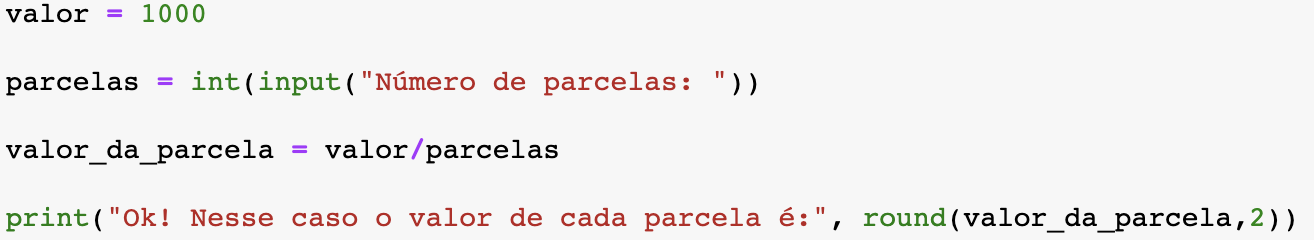 valor = 1000
parcelas = int(input("Número de parcelas: "))
valor_da_parcela = valor/parcelas
print("Ok! Nesse caso o valor de cada parcela é:", round(valor_da_parcela,2))